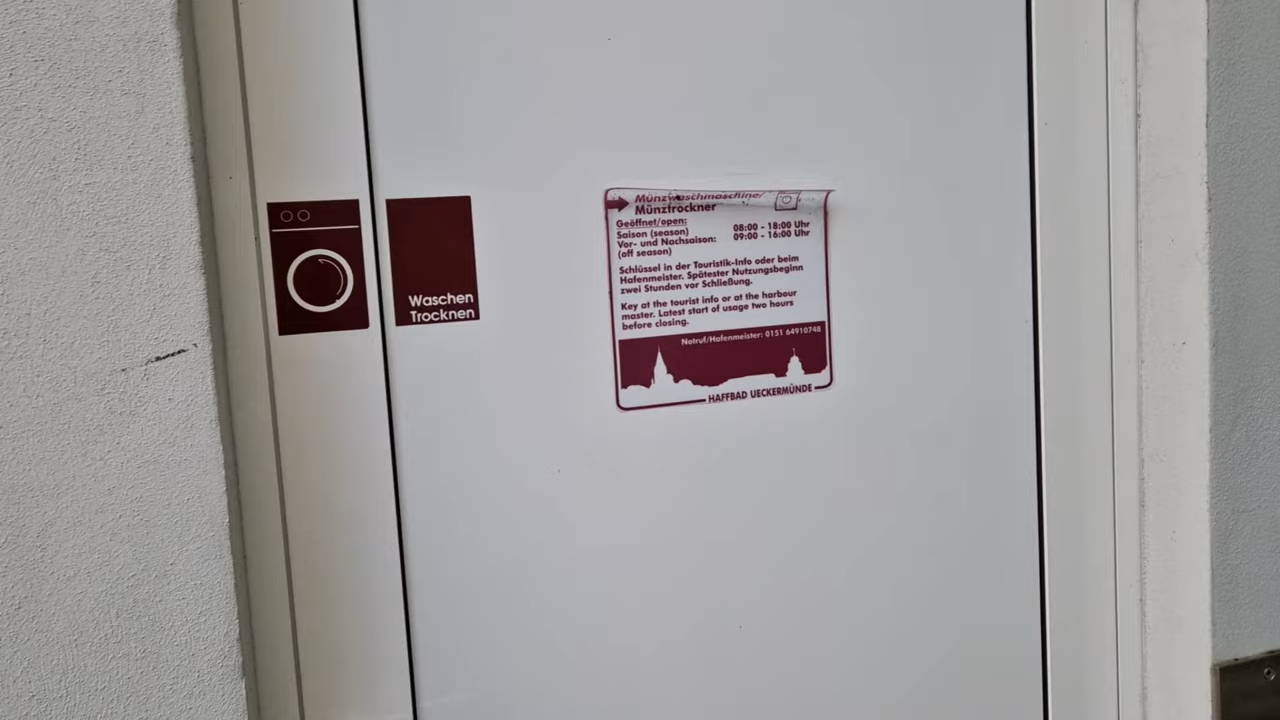 Waschen
Trocknen
Münzwaschmaschine/
Münztrockner
Geöffnet/open:
Saison (season) 08:00 - 18:00 Uhr
Vor- und Nachsaison: 09:00 - 16:00 Uhr
(off season)
Schlüssel in der Touristik-Info oder beim
Hafenmeister. Spätester Nutzungsbeginn
zwei Stunden vor Schließung.
Key at the tourist info or at the harbour
master. Latest start of usage two hours
before closing.
Notruf/Hafenmeister: 0151 64910748
HAFFBAD UECKERMÜNDE